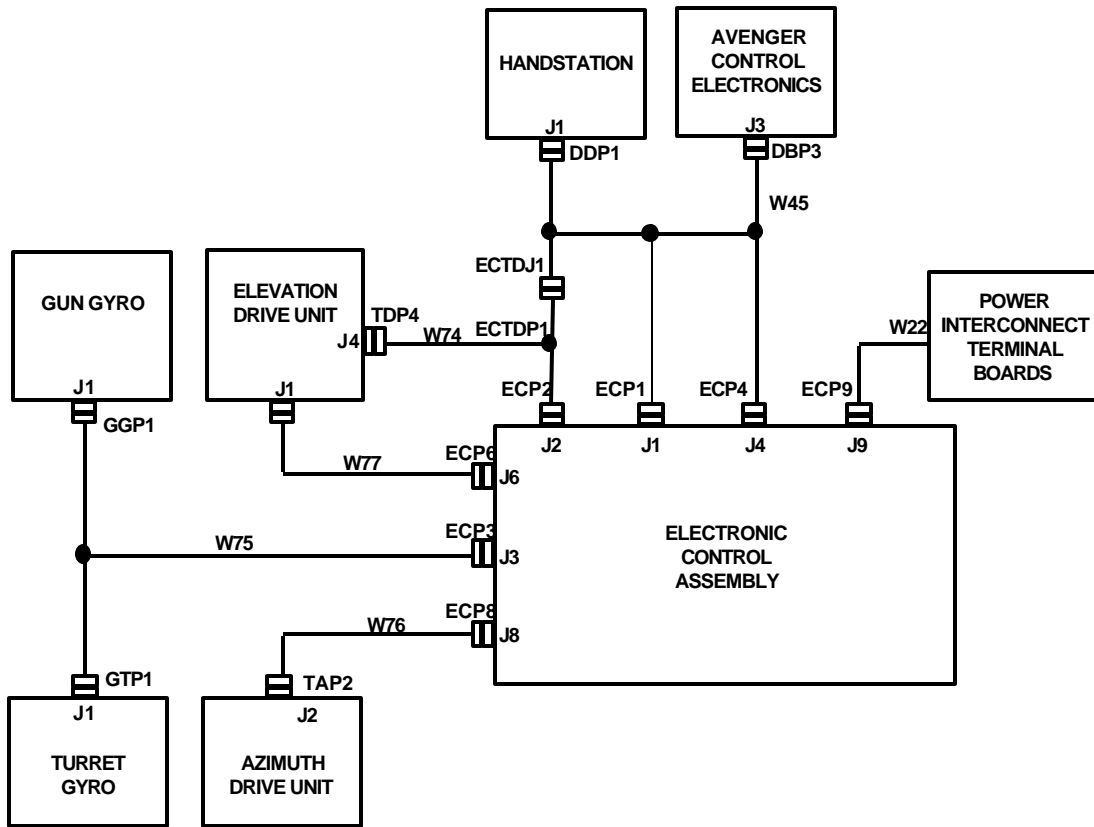 HANDSTATION
J1
DDP1
AVENGER
CONTROL
ELECTRONICS
J3
DBP3
W45
GUN GYRO
J1
GGP1
ELEVATION
DRIVE UNIT
J4
TDP4
W74
J1
ECTDJ1
ECTDP1
W22
POWER
INTERCONNECT
TERMINAL
BOARDS
ECP2
ECP1
ECP4
ECP9
J2
J1
J4
J9
W77
ECP6
J6
W75
ECP3
J3
W76
ECP8
J8
ELECTRONIC
CONTROL
ASSEMBLY
GTP1
J1
TURRET
GYRO
TAP2
J2
AZIMUTH
DRIVE UNIT